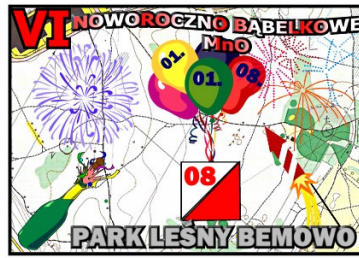 VI NOWOROCZNO BĄBELKOWE
MnO
01.
01.
08.
08
PARK LEŚNY BEMOWO